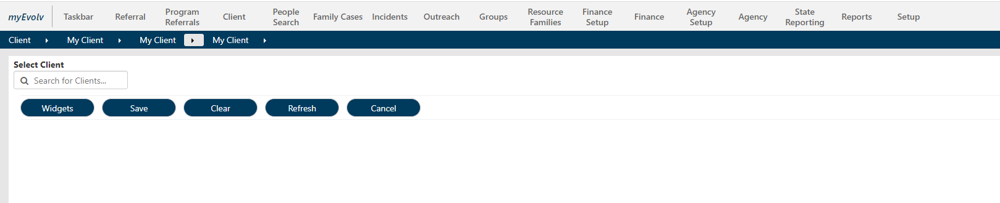 myEvolv Taskbar Referral Program Referrals Client People Search Family Cases Incidents Outreach Groups Resource Families Finance Setup Finance Agency Setup Agency State Reporting Reports Setup
Client My Client My Client My Client
Select Client
Search for Clients...
Widgets Save Clear Refresh Cancel